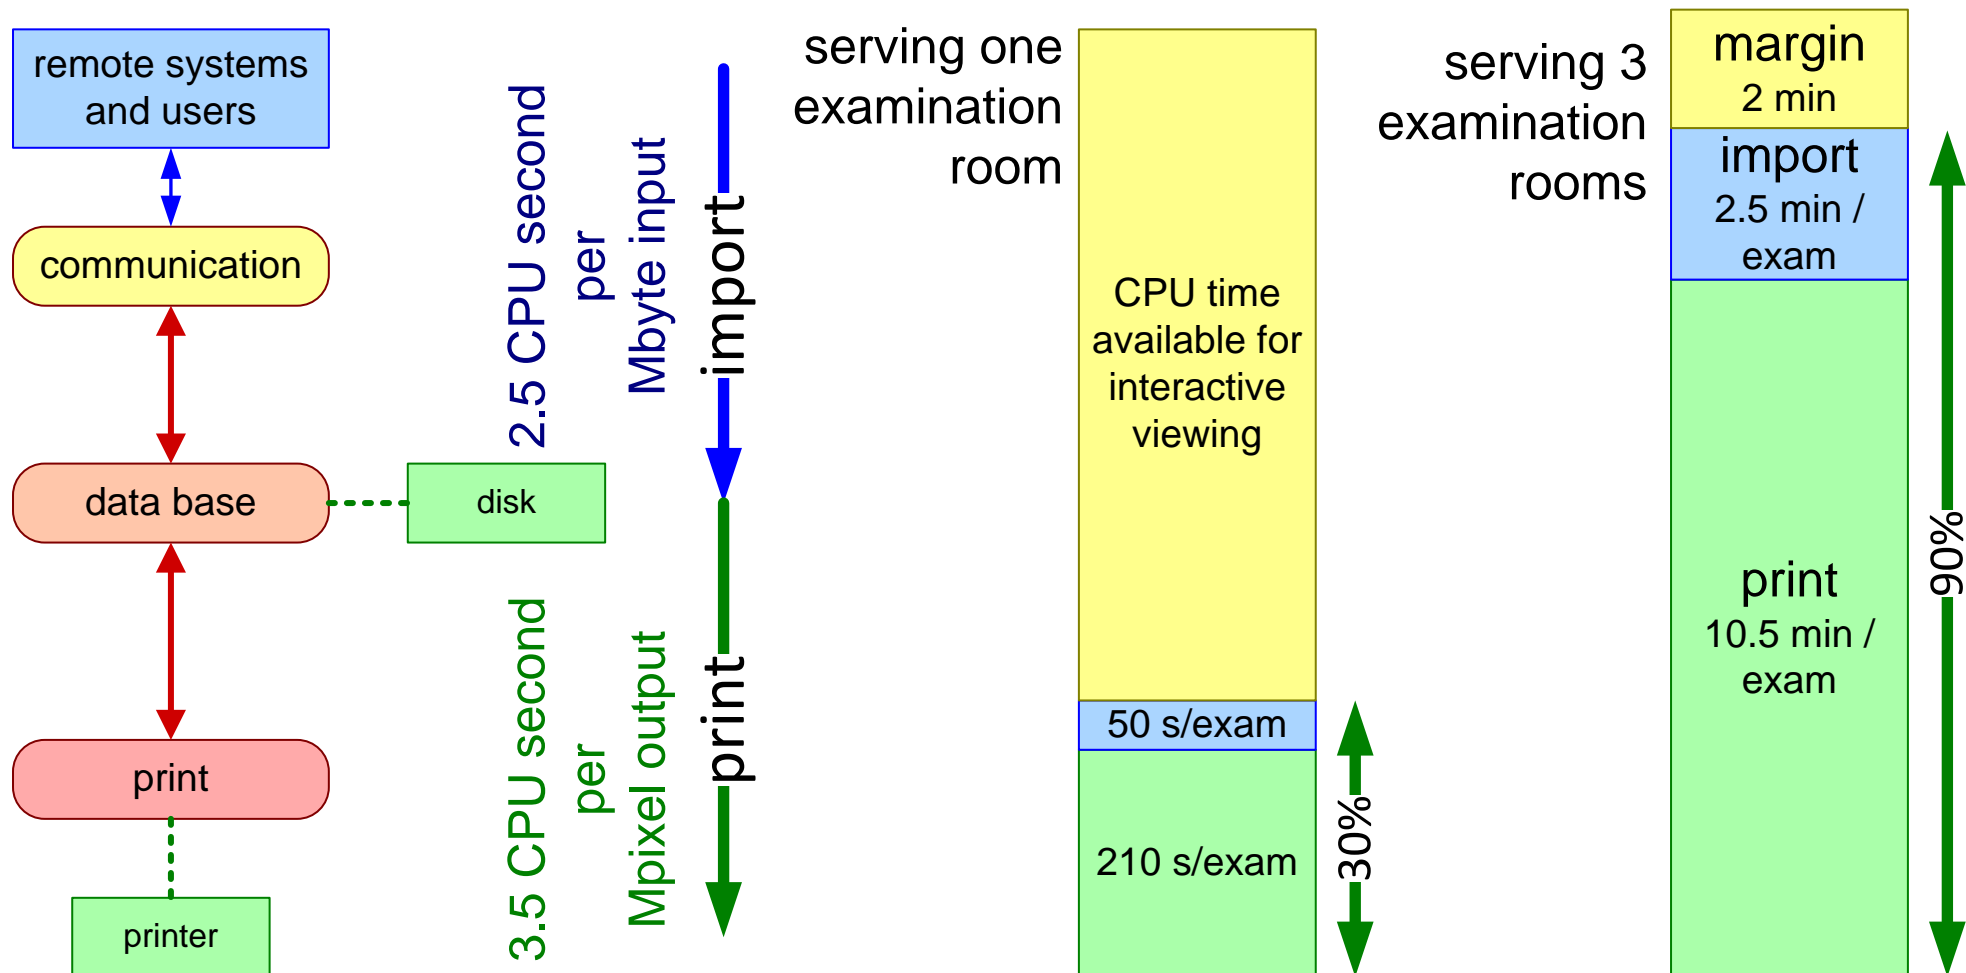 remote systems
and users
communication
data base
disk
print
printer
2.5 CPU second
per
Mbyte input
import
3.5 CPU second
per
Mpixel output
print
serving one
examination
room
CPU time
available for
interactive
viewing
50 s/exam
210 s/exam
30%
serving 3
examination
rooms
margin
2 min
import
2.5 min /
exam
print
10.5 min /
exam
90%